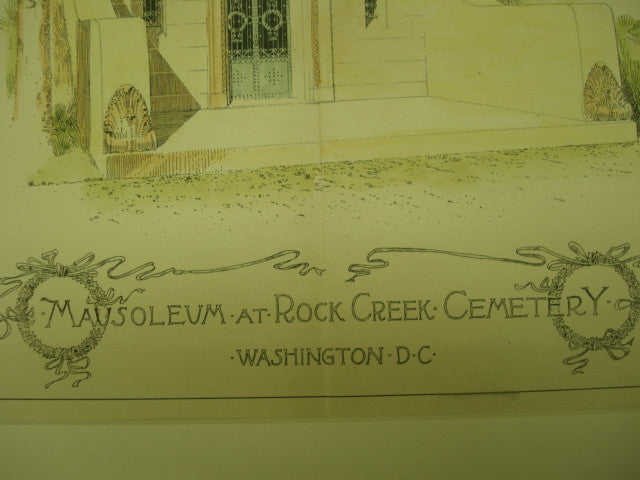 ·MAUSOLEUM·AT·ROCK CREEK·CEMETERY·
·WASHINGTON·D·C·